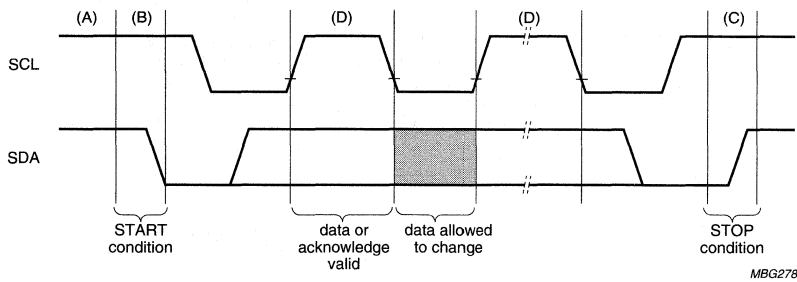 (A) (B) (D) (D) (C)
SCL
SDA
START
condition
data or
acknowledge
valid
data allowed
to change
STOP
condition
MBG278